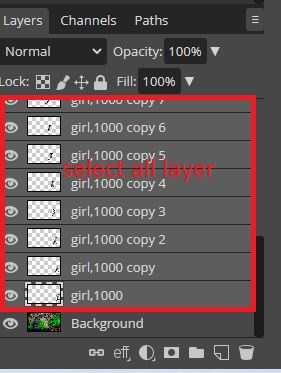 Layers Channels Paths
Normal Opacity: 100%
Lock: Fill: 100%
girl,1000 copy 7
girl,1000 copy 6
girl,1000 copy 5
select all layer
girl,1000 copy 4
girl,1000 copy 3
girl,1000 copy 2
girl,1000 copy
girl,1000
Background
eff